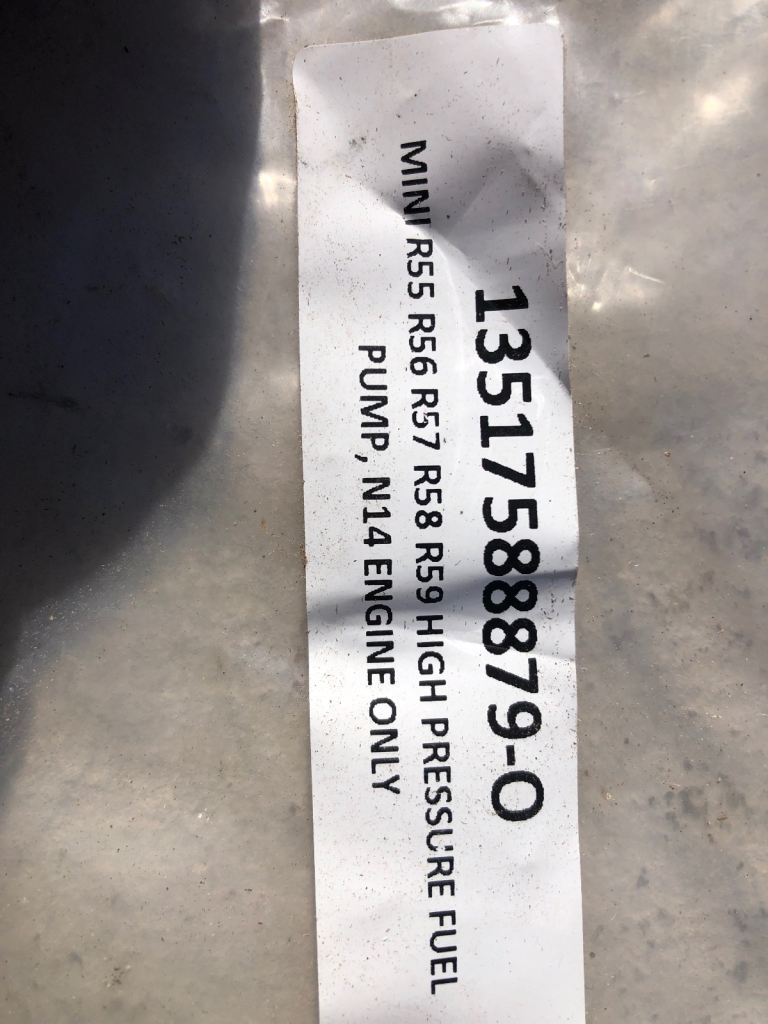 13517588879-O
MINI R55 R56 R57 R58 R59 HIGH PRESSURE FUEL
PUMP, N14 ENGINE ONLY